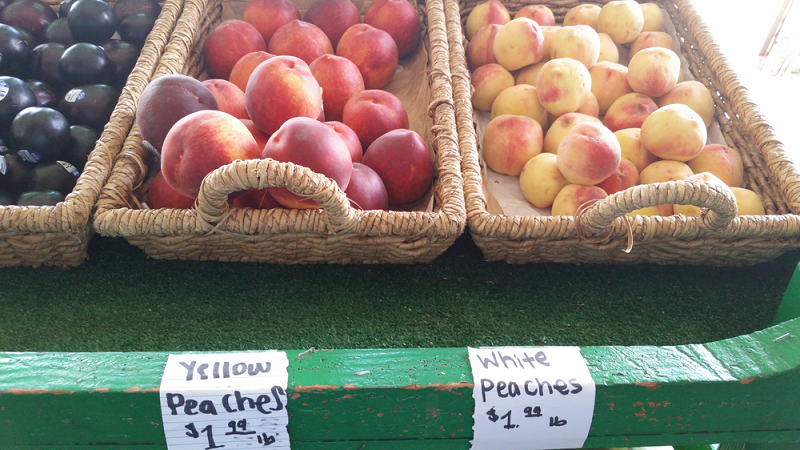 Yellow
Peaches
$1.99 lb
White
Peaches
$1.99 lb